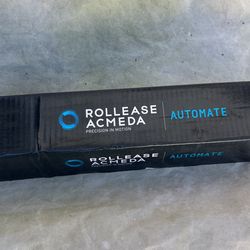 ROLLEASE
ACMEDA
PRECISION IN MOTION
AUTOMATE
ROLLEASE
ACMEDA
AUTOMATE